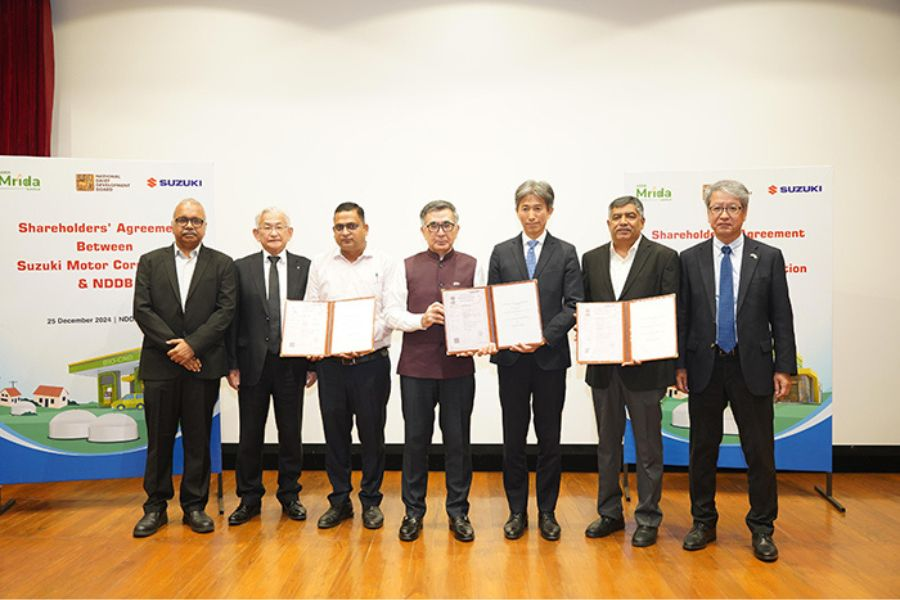 Mrida
NATIONAL
DAIRY
DEVELOPMENT
BOARD
SUZUKI
Shareholders' Agreeme
Between
Suzuki Motor Cor
& NDDB
25 December 2024 | NDD
BIO-CNG
Mrida
SUZUKI
Shareholders' Agreement
tion